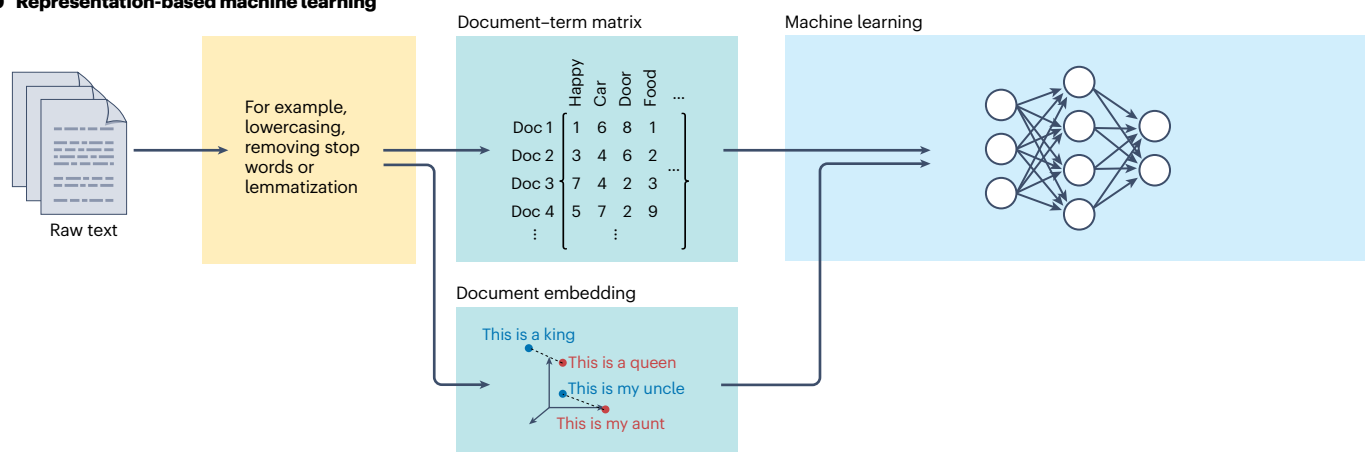 Representation-based machine learning
Document–term matrix
Machine learning
Raw text
For example,
lowercasing,
removing stop
words or
lemmatization
Happy Car Door Food ...
Doc 1 1 6 8 1
Doc 2 3 4 6 2
...
Doc 3 7 4 2 3
Doc 4 5 7 2 9
⋮ ⋮
Document embedding
This is a king
This is a queen
This is my uncle
This is my aunt